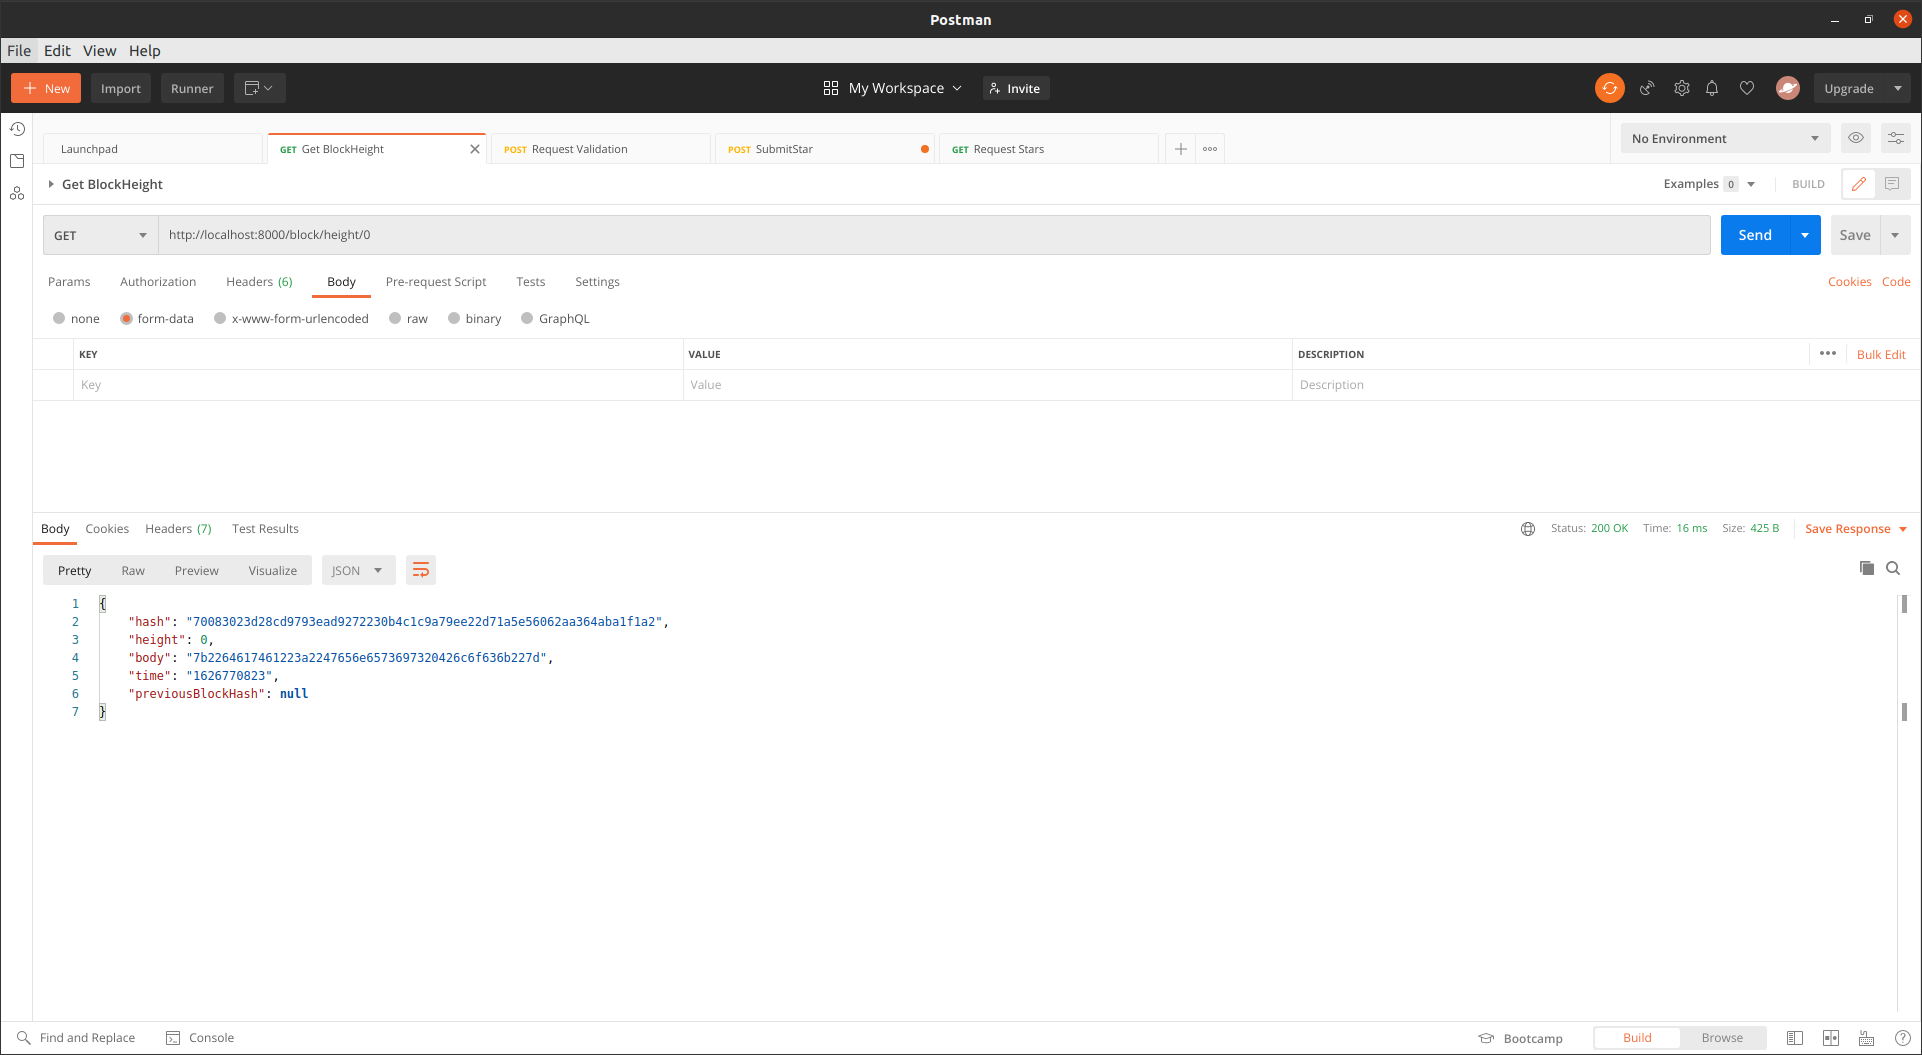 Postman
File Edit View Help
New Import Runner My Workspace Invite Upgrade
Launchpad GET Get BlockHeight POST Request Validation POST SubmitStar GET Request Stars No Environment
Get BlockHeight Examples 0 BUILD
GET http://localhost:8000/block/height/0 Send Save
Params Authorization Headers (6) Body Pre-request Script Tests Settings Cookies Code
none form-data x-www-form-urlencoded raw binary GraphQL
KEY VALUE DESCRIPTION Bulk Edit
Key Value Description
Body Cookies Headers (7) Test Results Status: 200 OK Time: 16 ms Size: 425 B Save Response
Pretty Raw Preview Visualize JSON
1 {
2 "hash": "70083023d28cd9793ead9272230b4c1c9a79ee22d71a5e56062aa364aba1f1a2",
3 "height": 0,
4 "body": "7b2264617461223a2247656e6573697320426c6f636b227d",
5 "time": "1626770823",
6 "previousBlockHash": null
7 }
Find and Replace Console Bootcamp Build Browse